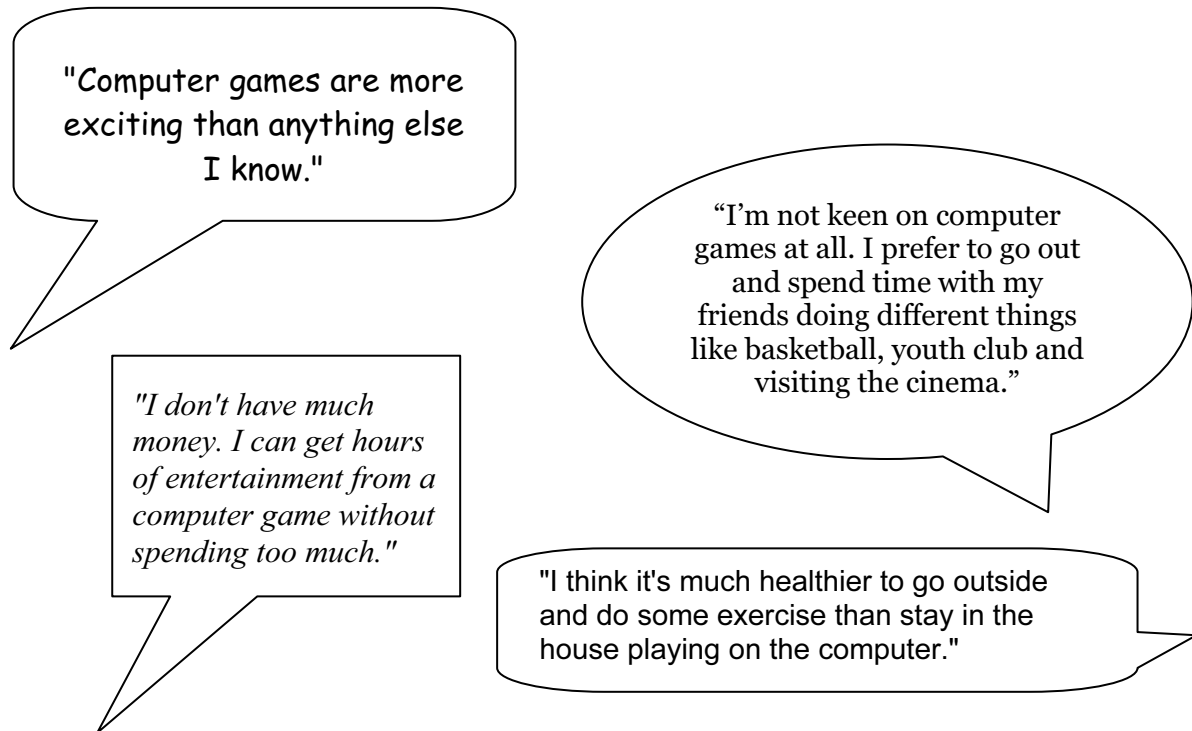 "Computer games are more
exciting than anything else
I know."
“I’m not keen on computer
games at all. I prefer to go out
and spend time with my
friends doing different things
like basketball, youth club and
visiting the cinema.”
"I don't have much
money. I can get hours
of entertainment from a
computer game without
spending too much."
"I think it's much healthier to go outside
and do some exercise than stay in the
house playing on the computer."